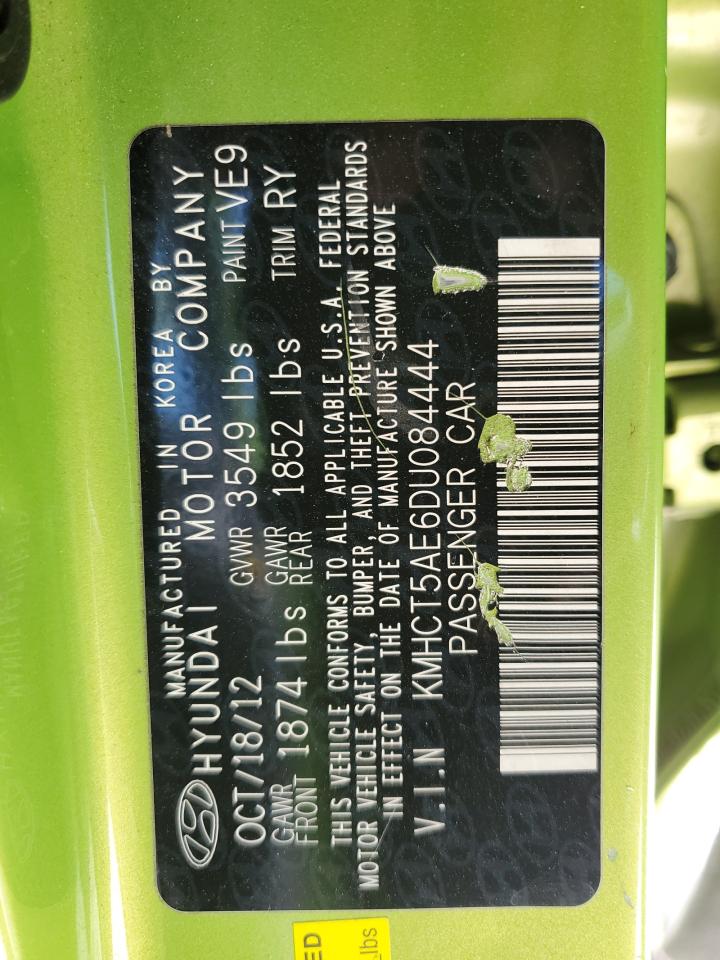 MANUFACTURED IN KOREA BY
HYUNDAI MOTOR COMPANY
OCT/18/12 GVWR 3549 lbs PAINT VE9
GAWR FRONT 1874 lbs GAWR REAR 1852 lbs TRIM RY
THIS VEHICLE CONFORMS TO ALL APPLICABLE U.S.A. FEDERAL
MOTOR VEHICLE SAFETY, BUMPER, AND THEFT PREVENTION STANDARDS
IN EFFECT ON THE DATE OF MANUFACTURE SHOWN ABOVE
V.I.N KMHCT5AE6DU084444
PASSENGER CAR
lbs